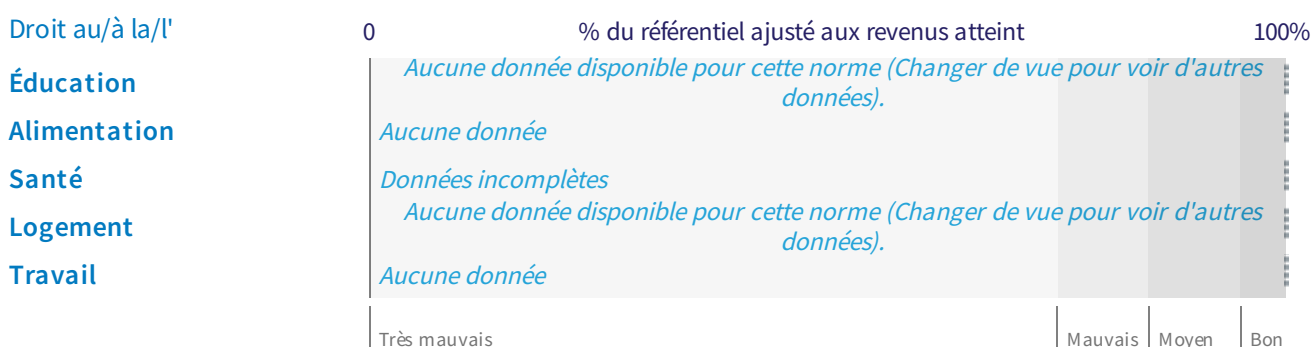 Droit au/à la/l'
0 % du référentiel ajusté aux revenus atteint 100%
Éducation
Aucune donnée disponible pour cette norme (Changer de vue pour voir d'autres
données).
Alimentation
Aucune donnée
Santé
Données incomplètes
Logement
Aucune donnée disponible pour cette norme (Changer de vue pour voir d'autres
données).
Travail
Aucune donnée
Très mauvais Mauvais Moyen Bon